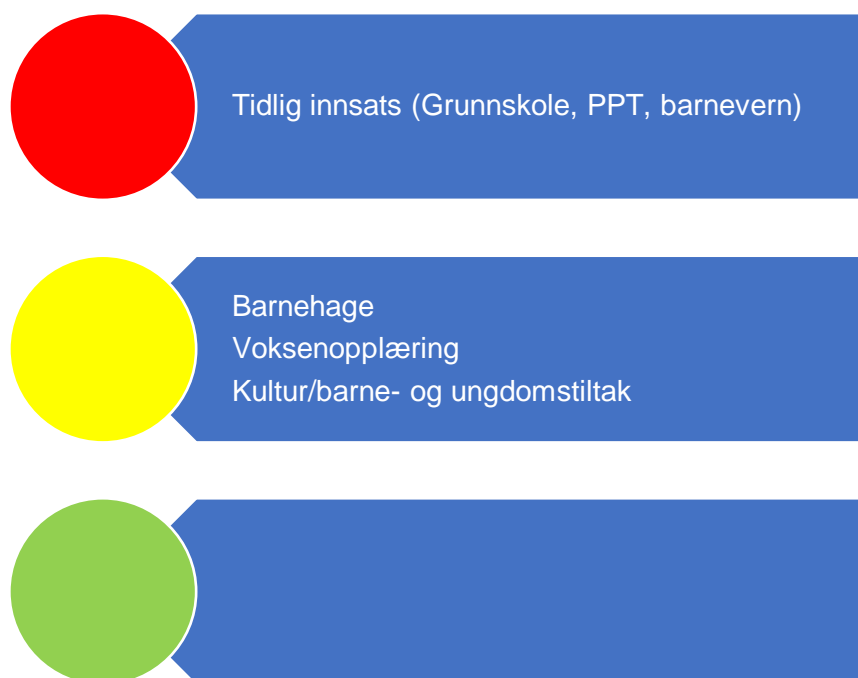 Tidlig innsats (Grunnskole, PPT, barnevern)
Barnehage
Voksenopplæring
Kultur/barne- og ungdomstiltak